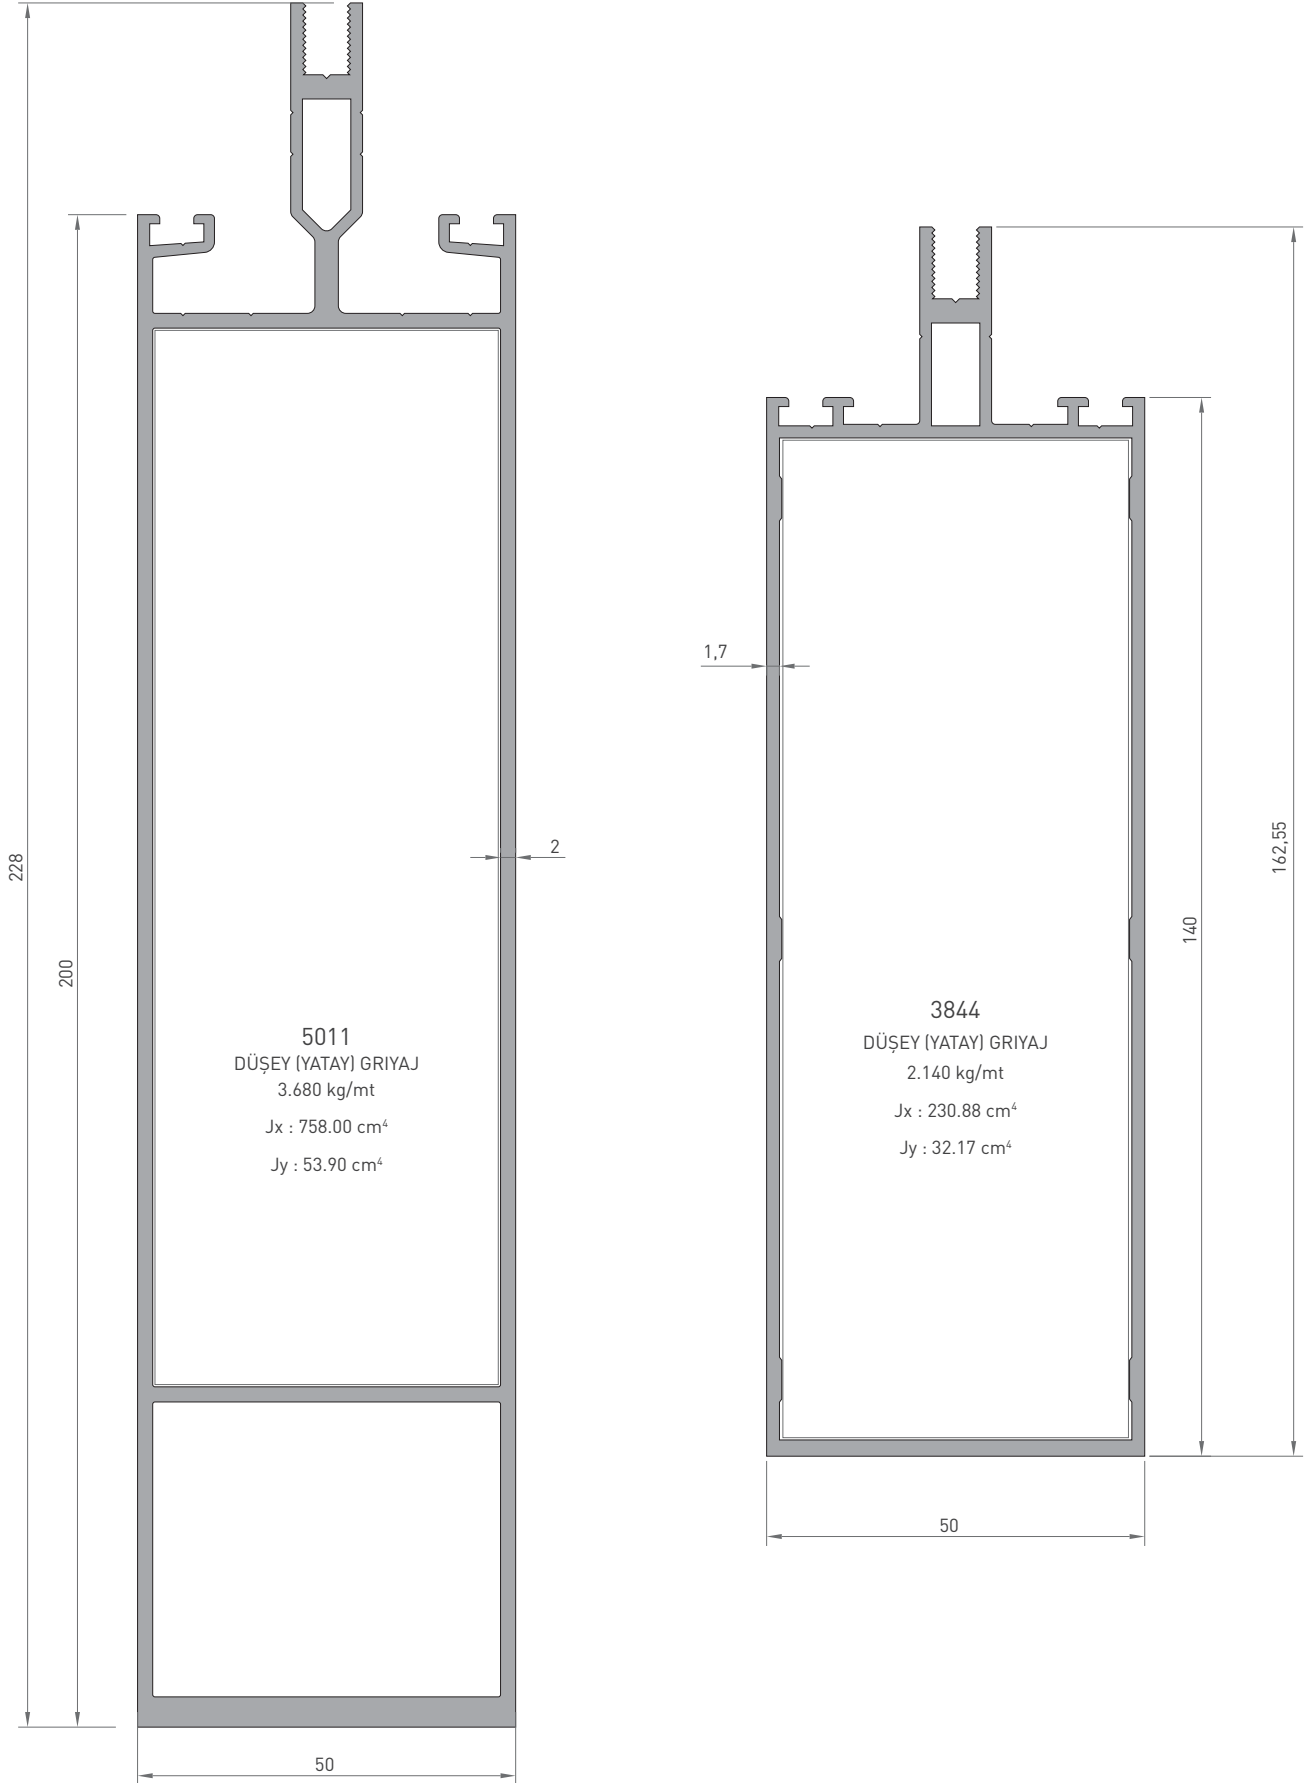 228
200
2
5011
DÜŞEY (YATAY) GRIYAJ
3.680 kg/mt
Jx : 758.00 cm⁴
Jy : 53.90 cm⁴
50
1,7
3844
DÜŞEY (YATAY) GRIYAJ
2.140 kg/mt
Jx : 230.88 cm⁴
Jy : 32.17 cm⁴
140
162,55
50